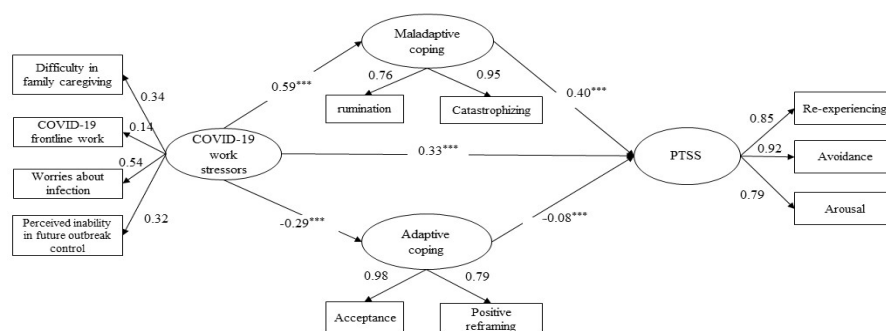 Maladaptive
coping
Difficulty in
family caregiving
0.76
0.95
0.59***
0.40***
0.34
rumination
Catastrophizing
Re-experiencing
COVID-19
frontline work
0.14
COVID-19
work
stressors
0.85
0.54
0.33***
PTSS
0.92
Avoidance
Worries about
infection
0.32
0.79
Perceived inability
in future outbreak
control
-0.29***
-0.08***
Arousal
Adaptive
coping
0.98
0.79
Acceptance
Positive
reframing